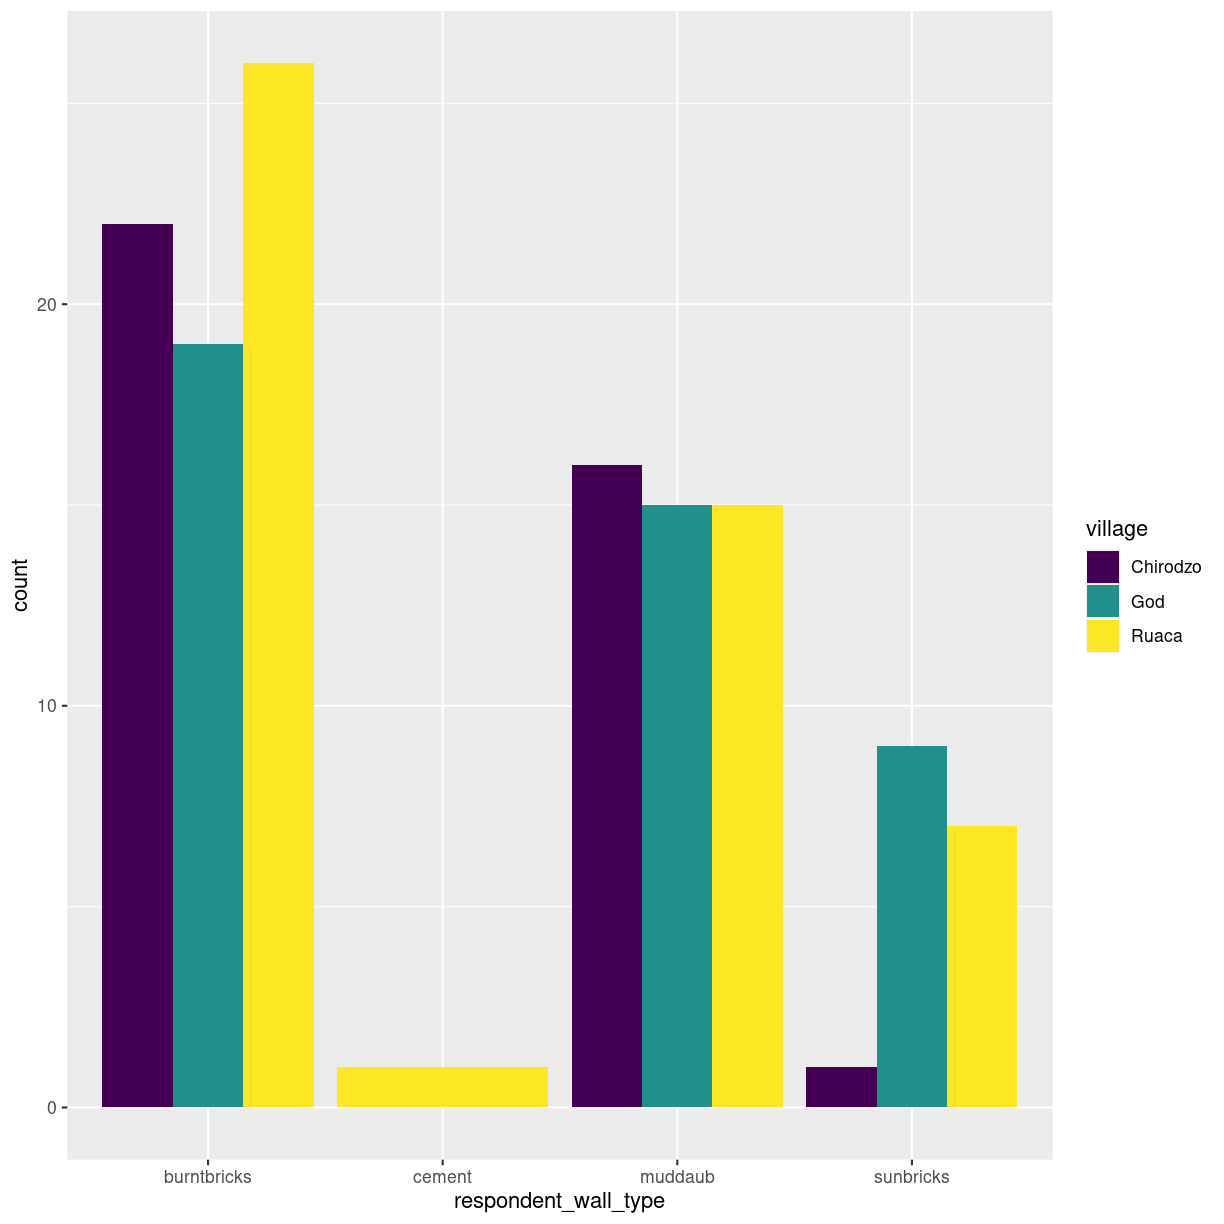 20
10
0
count
burntbricks
cement
muddaub
sunbricks
respondent_wall_type
village
Chirodzo
God
Ruaca